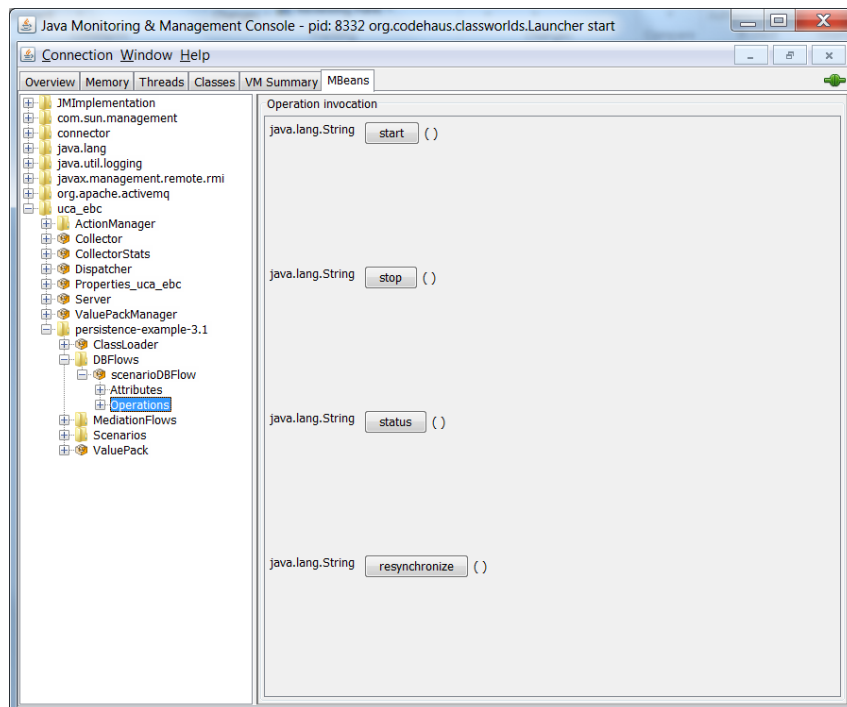 Java Monitoring & Management Console - pid: 8332 org.codehaus.classworlds.Launcher start
Connection Window Help
Overview Memory Threads Classes VM Summary MBeans
JMImplementation
com.sun.management
connector
java.lang
java.util.logging
javax.management.remote.rmi
org.apache.activemq
uca_ebc
ActionManager
Collector
CollectorStats
Dispatcher
Properties_uca_ebc
Server
ValuePackManager
persistence-example-3.1
ClassLoader
DBFlows
scenarioDBFlow
Attributes
Operations
MediationFlows
Scenarios
ValuePack
Operation invocation
java.lang.String start ( )
java.lang.String stop ( )
java.lang.String status ( )
java.lang.String resynchronize ( )